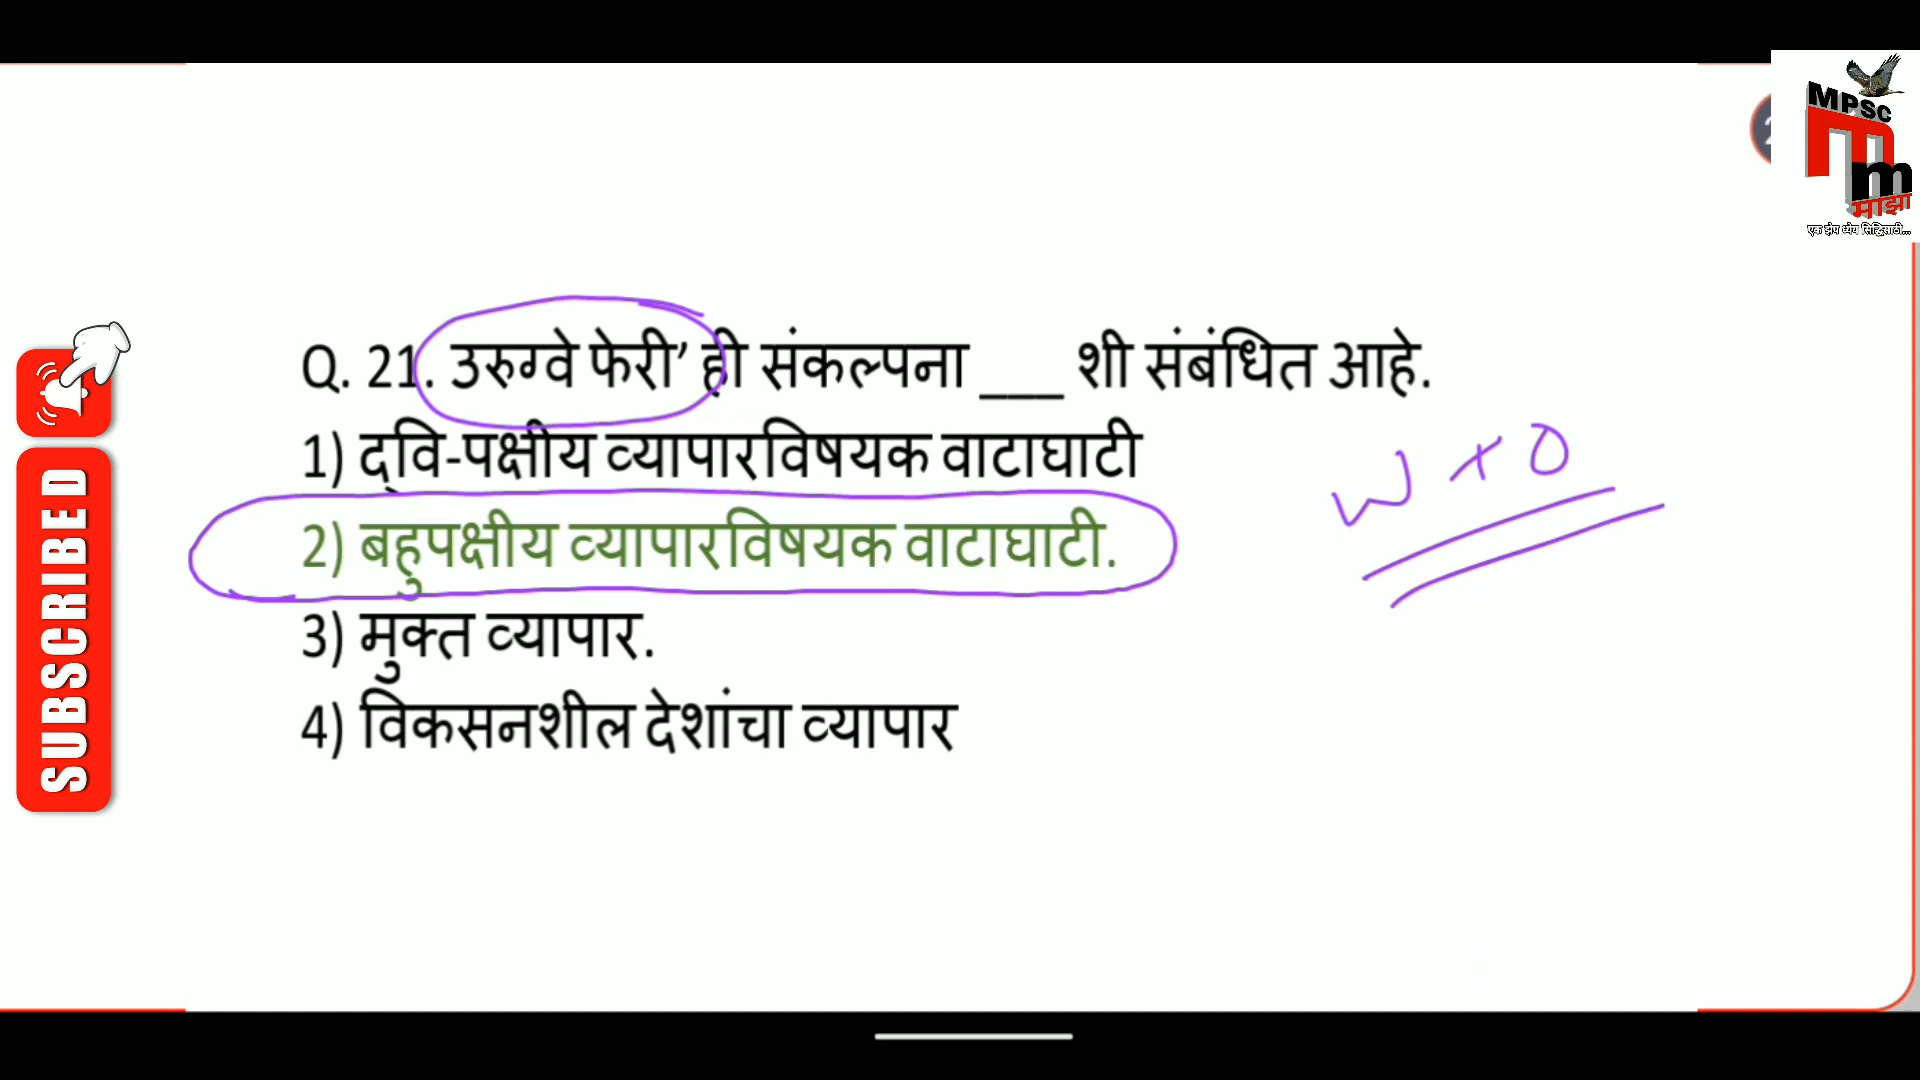 MPSC
माझा
एक झेप ध्येय सिद्धिसाठी...
Q. 21. उरुग्वे फेरी’ ही संकल्पना ___ शी संबंधित आहे.
1) द्वि-पक्षीय व्यापारविषयक वाटाघाटी
2) बहुपक्षीय व्यापारविषयक वाटाघाटी.
3) मुक्त व्यापार.
4) विकसनशील देशांचा व्यापार
WTO
SUBSCRIBED